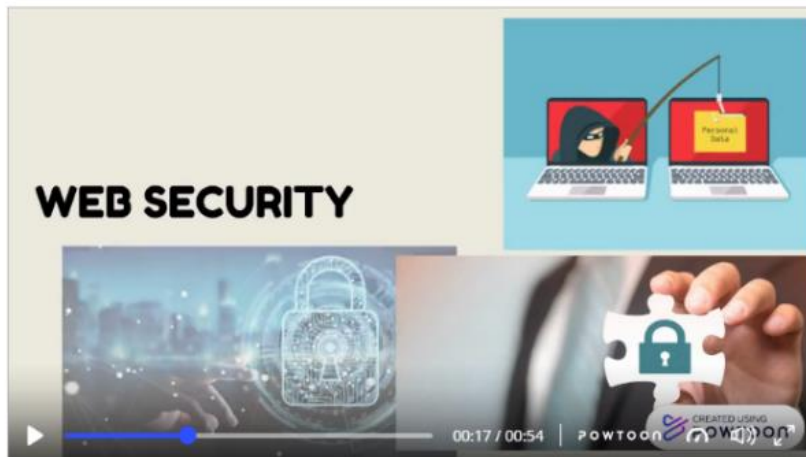 Personal
Data
WEB SECURITY
00:17 / 00:54
POWTOON
CREATED USING
POWTOON